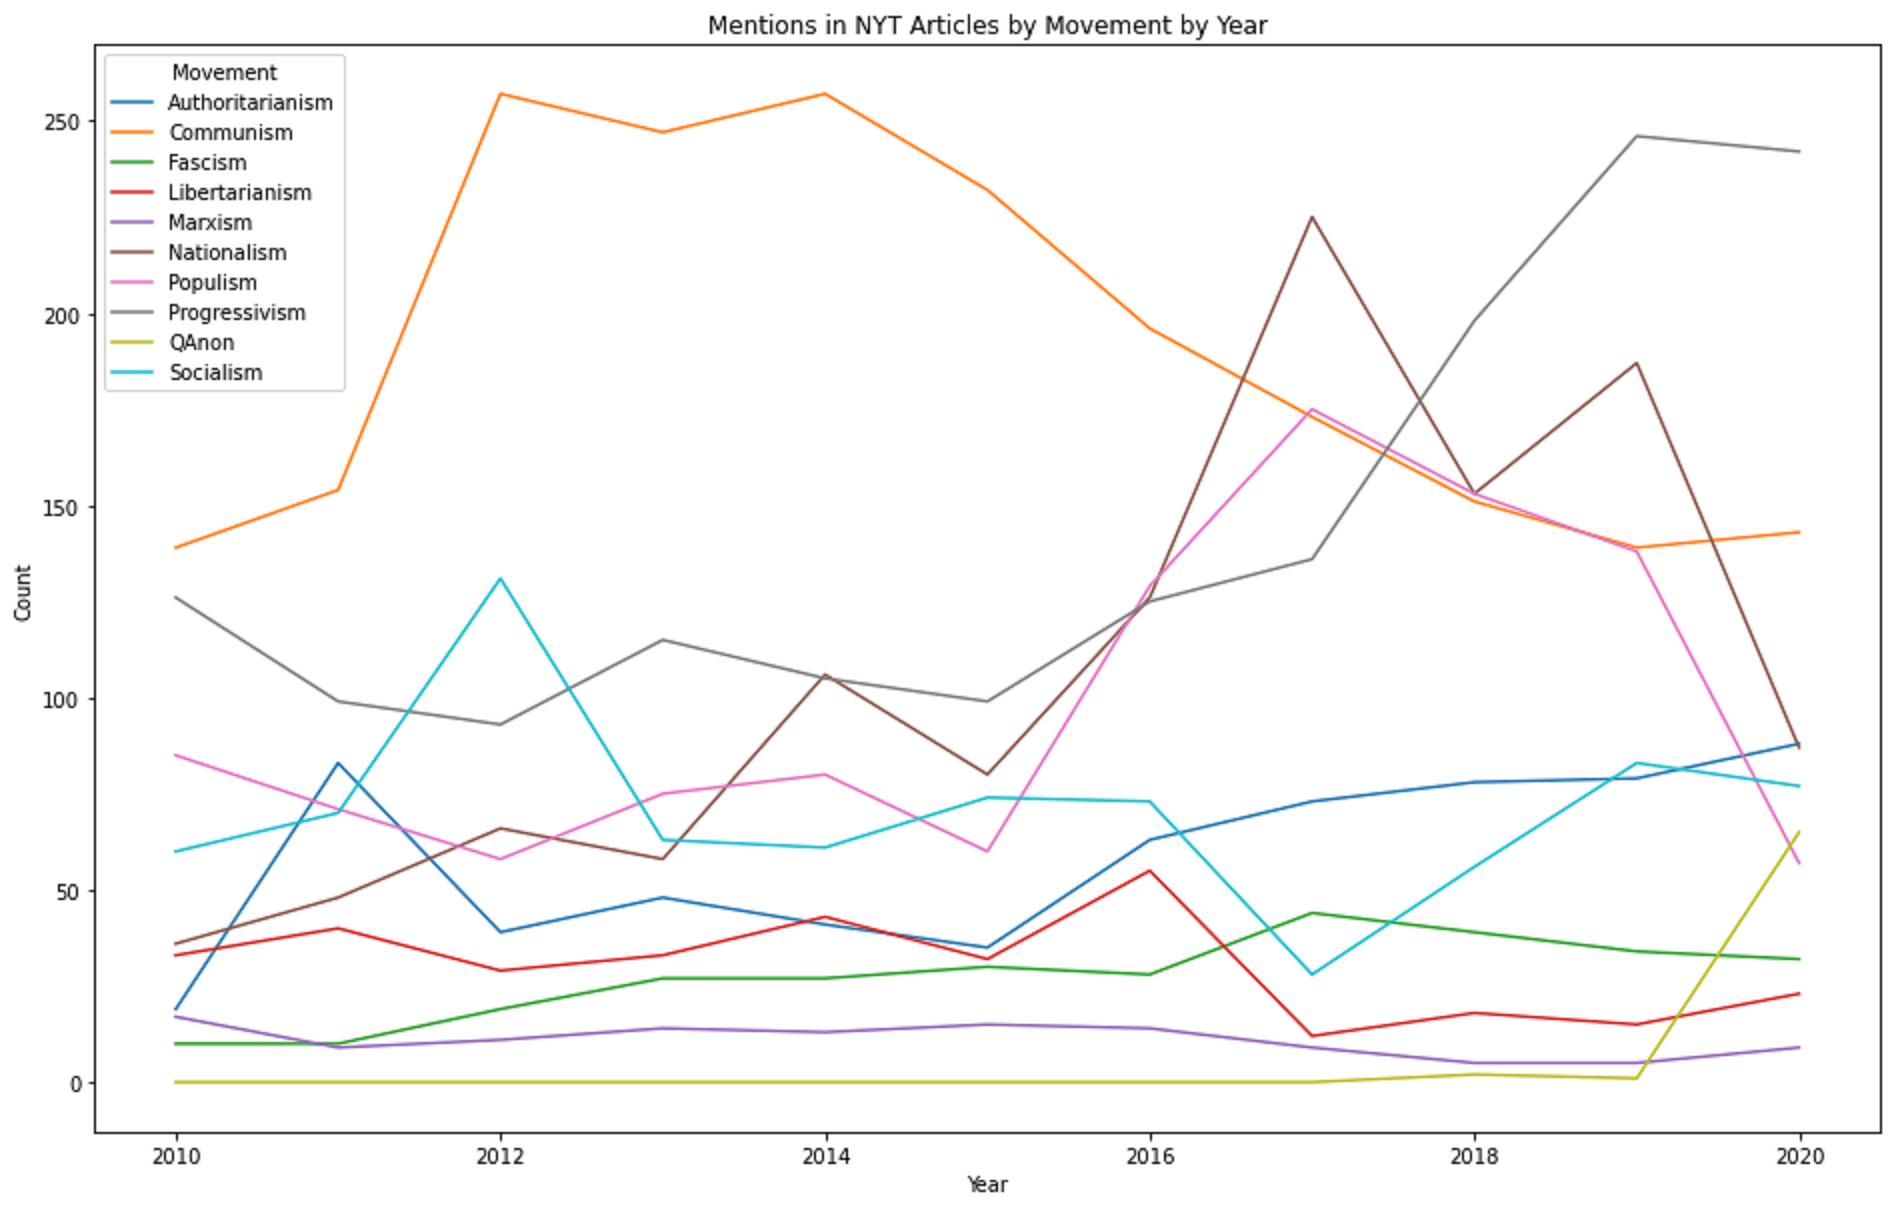 Mentions in NYT Articles by Movement by Year
Movement
Authoritarianism
Communism
Fascism
Libertarianism
Marxism
Nationalism
Populism
Progressivism
QAnon
Socialism
250
200
150
100
50
0
Count
2010 2012 2014 2016 2018 2020
Year